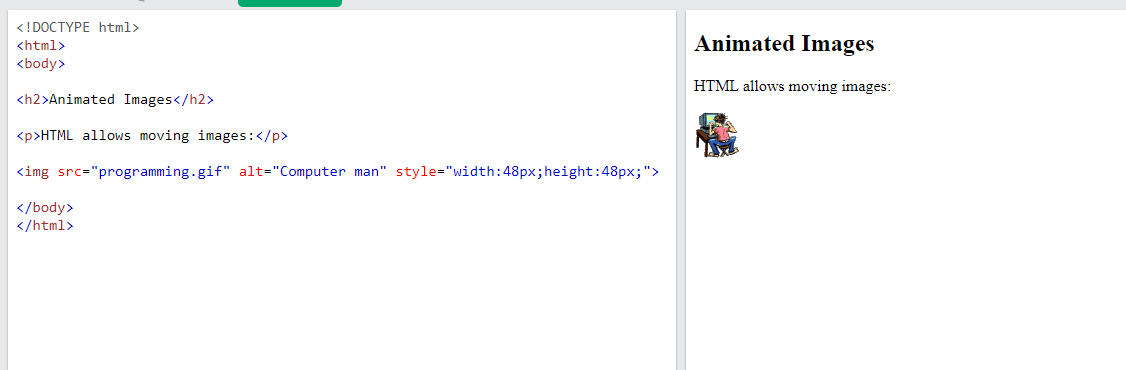 <!DOCTYPE html>
<html>
<body>
<h2>Animated Images</h2>
<p>HTML allows moving images:</p>
<img src="programming.gif" alt="Computer man" style="width:48px;height:48px;">
</body>
</html>
Animated Images
HTML allows moving images: